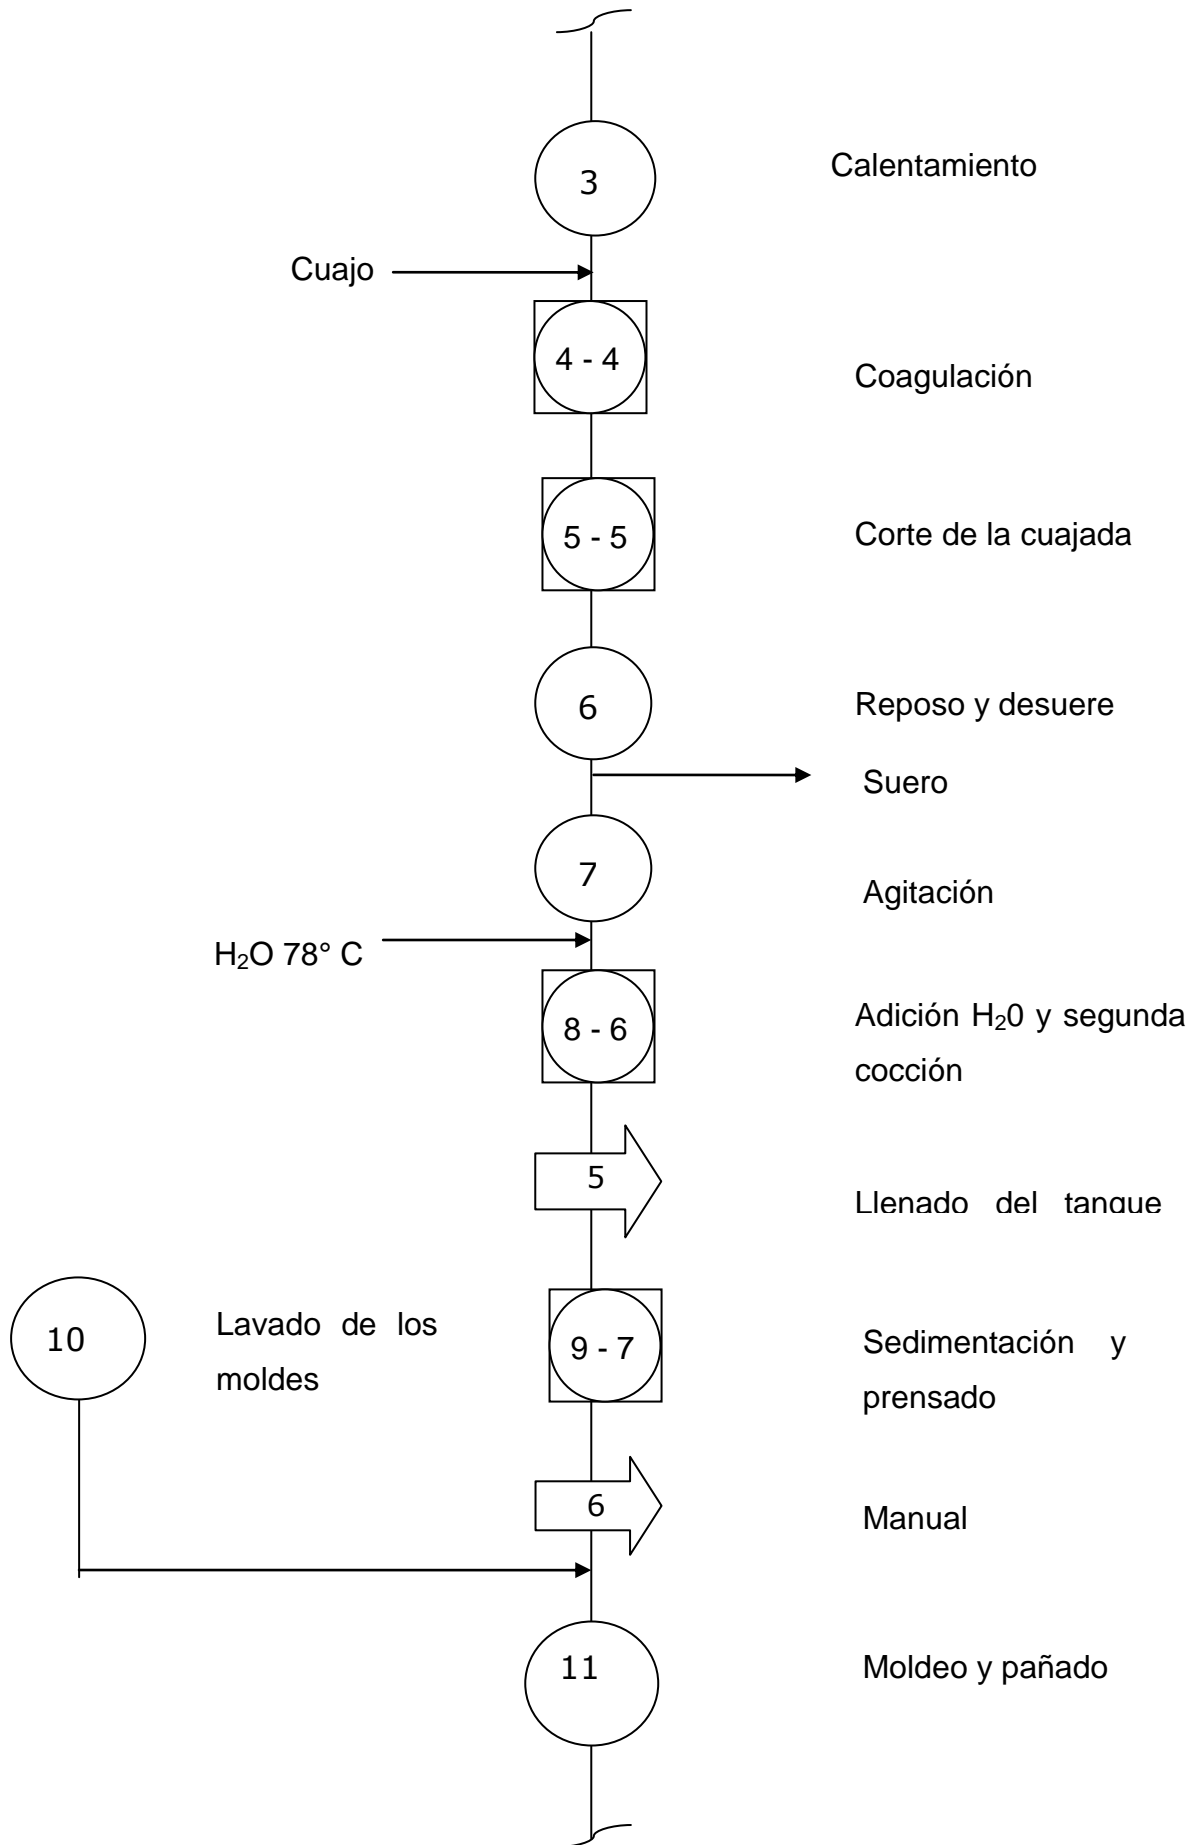 3
Calentamiento
Cuajo
4 - 4
Coagulación
5 - 5
Corte de la cuajada
6
Reposo y desuere
Suero
7
Agitación
H₂O 78° C
8 - 6
Adición H₂0 y segunda
cocción
5
Llenado del tanque
10
Lavado de los
moldes
9 - 7
Sedimentación y
prensado
6
Manual
11
Moldeo y pañado